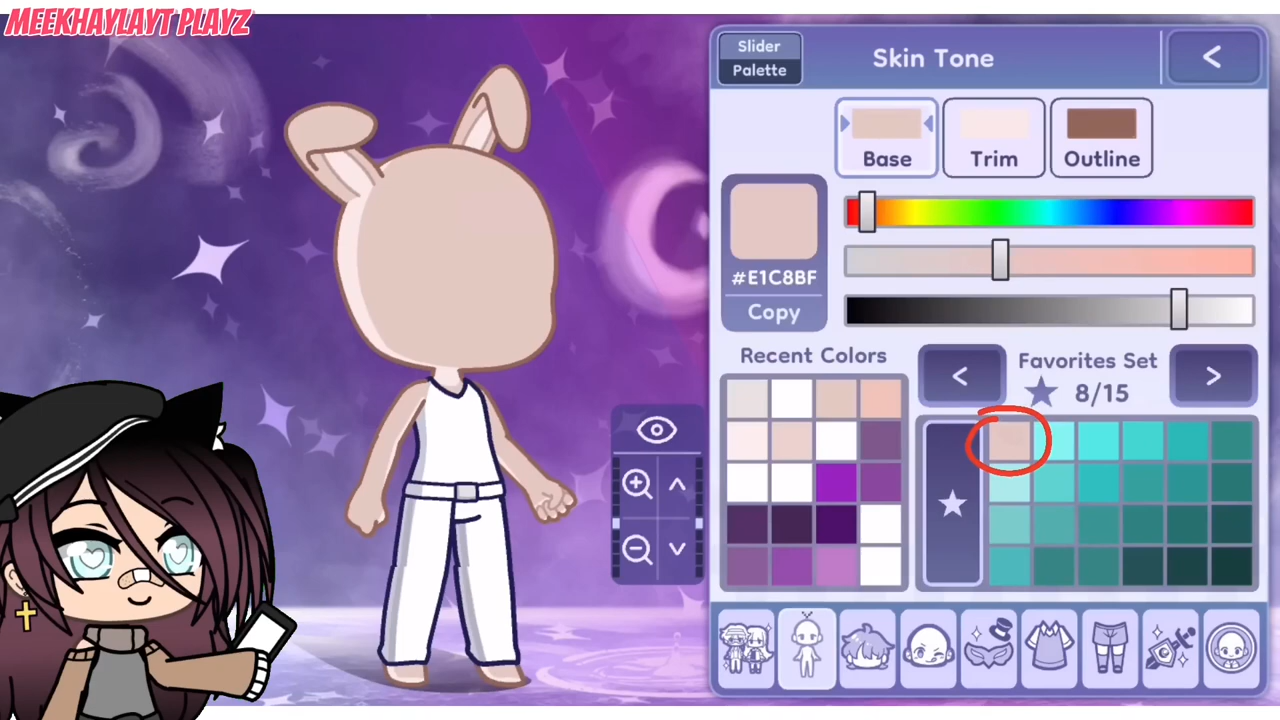 MEEKHAYLAYT PLAYZ
Slider
Palette
Skin Tone
<
Base
Trim
Outline
#E1C8BF
Copy
Recent Colors
<
Favorites Set
8/15
>